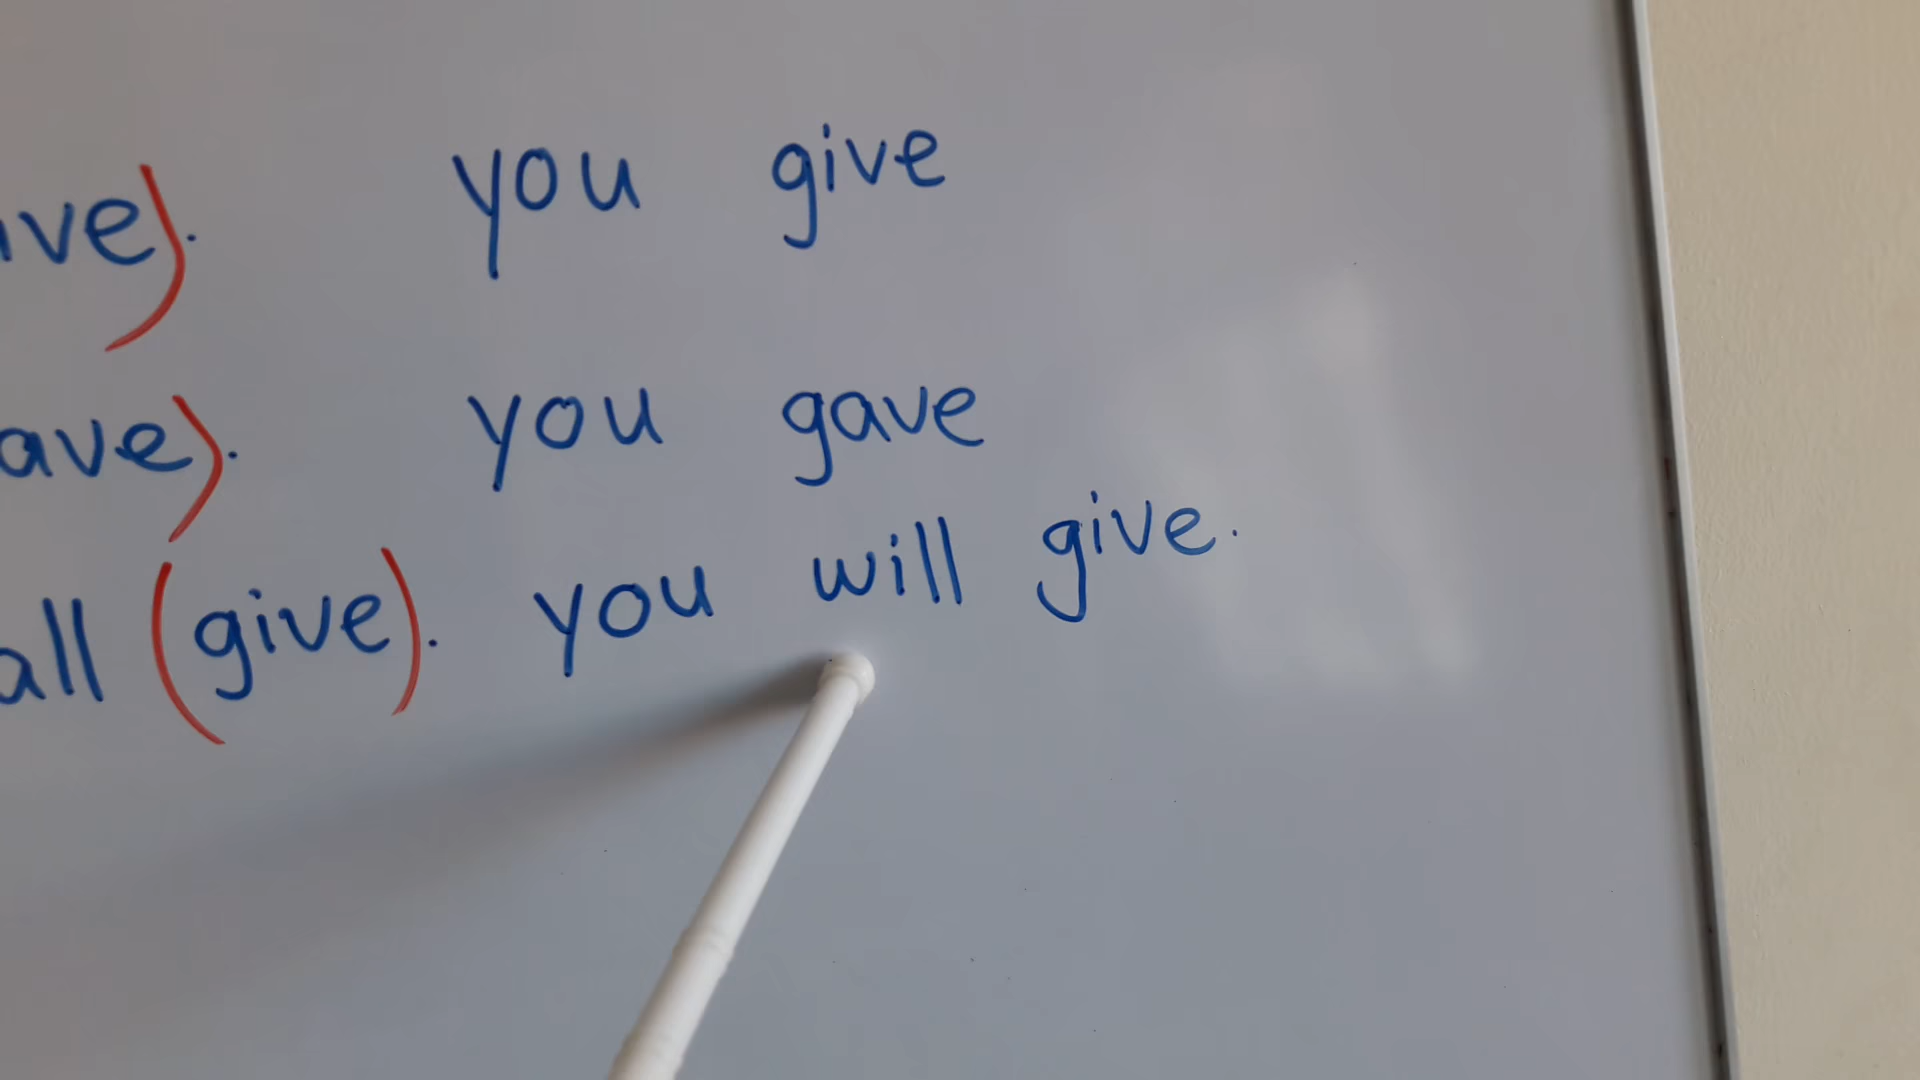 ve). you give
ave). you gave
all (give). you will give.